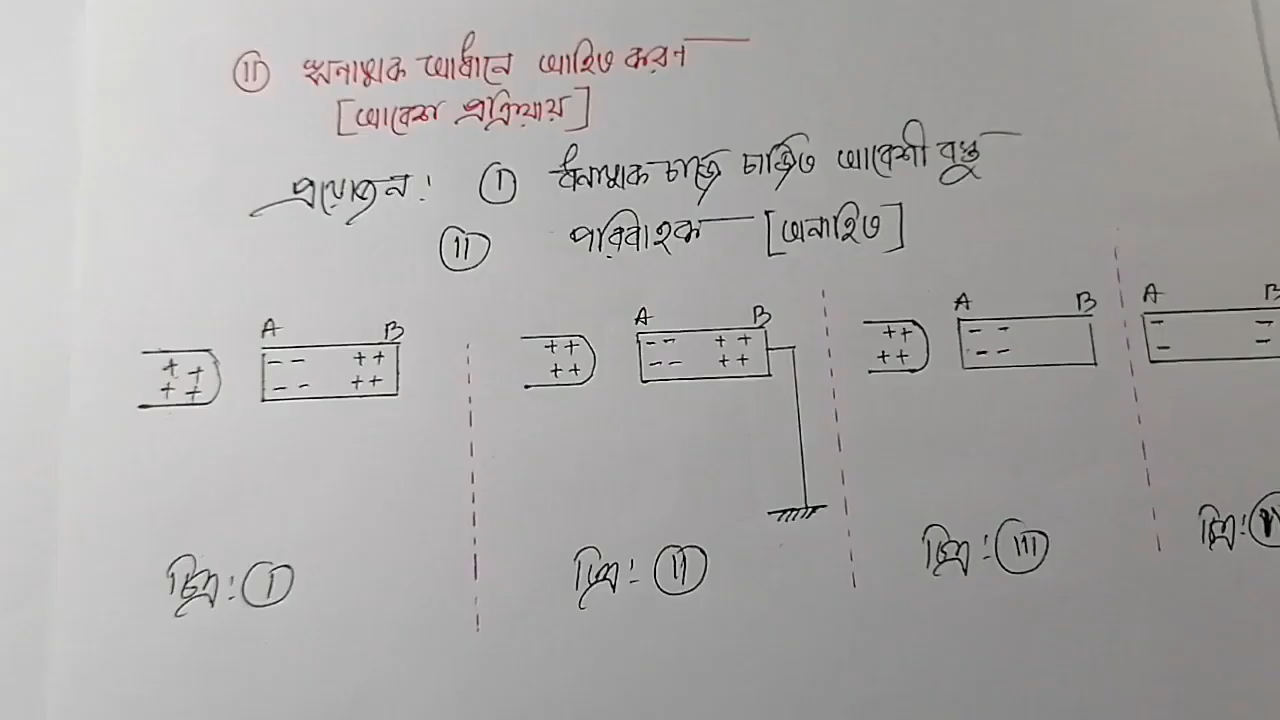 (II) ঋনাত্মক আধানে আহিত করন
[আবেশ প্রক্রিয়ায়]
প্রয়োজন: (I) ধনাত্মক চার্জে চার্জিত আবেশী বস্তু
(II) পরিবাহক [অনাহিত]
A B A B A B A B
+ + - - + + + + - - + + + + - - -  -
+ + - - + + + + - - + + + + - - -  -
চিত্র: (I) চিত্র: (II) চিত্র: (III) চিত্র: